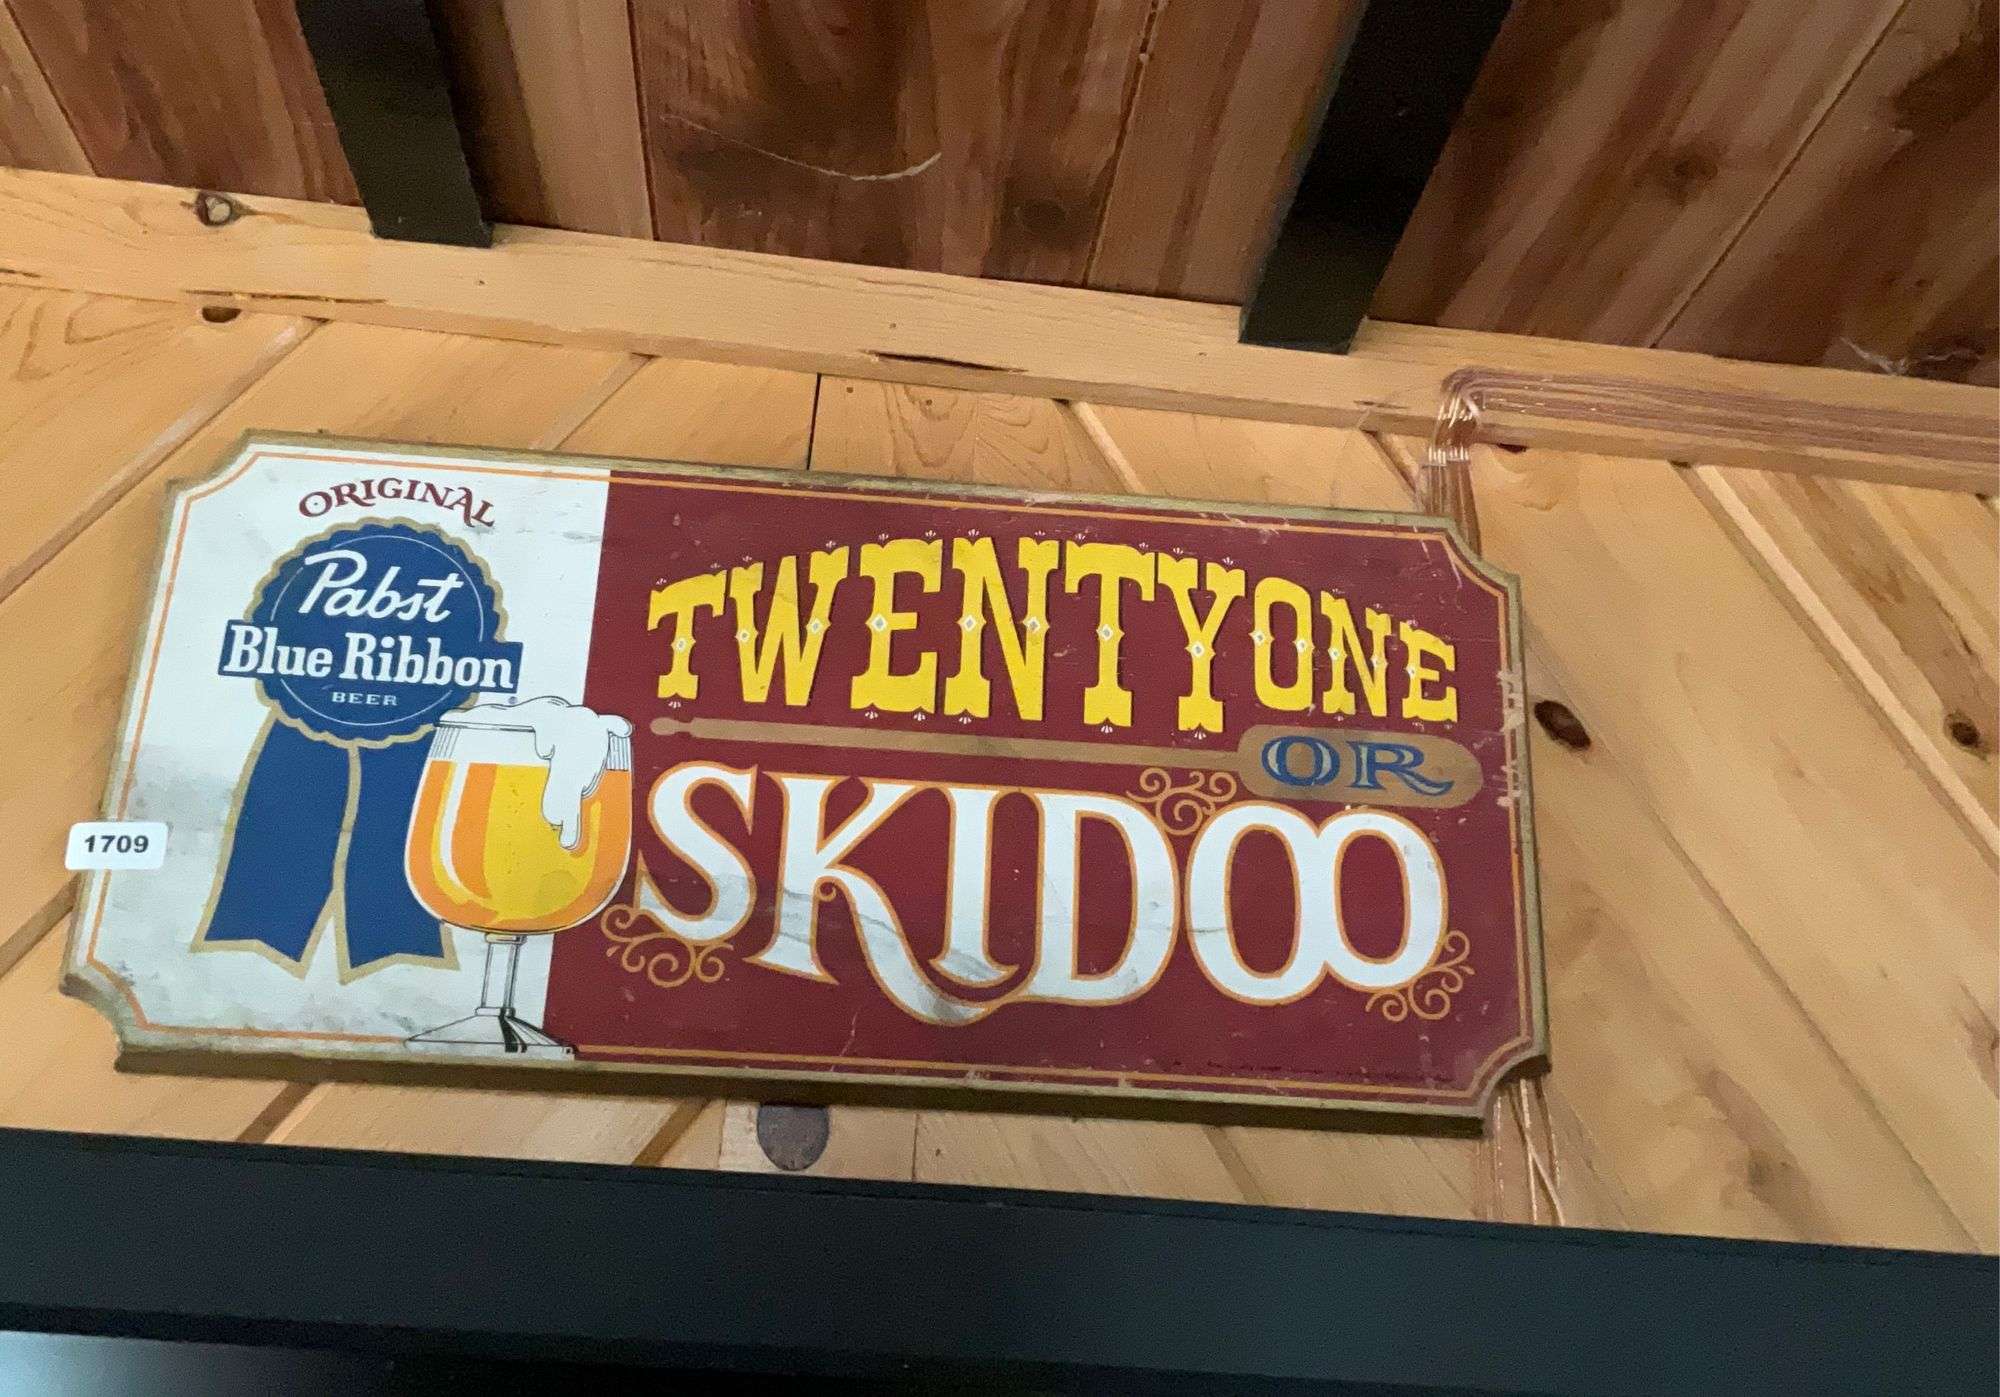 ORIGINAL
Pabst
Blue Ribbon
BEER
1709
TWENTYONE
OR
SKIDOO